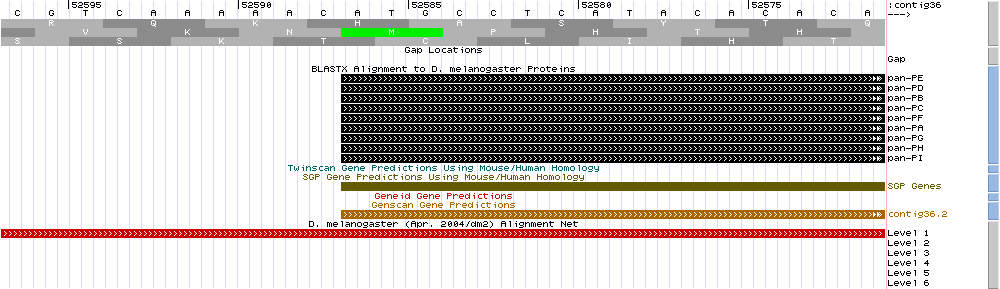 |52595 |52590 |52585 |52580 |52575 :contig36
C G T C A A A A A C A T G C C T C A T A C T C A C A --->
R Q K H A S Y S Q
V K N M P H T H
S S K T C L I L T
Gap Locations
Gap
BLASTX Alignment to D. melanogaster Proteins
pan-PE
pan-PD
pan-PB
pan-PC
pan-PF
pan-PA
pan-PG
pan-PH
pan-PI
Twinscan Gene Predictions Using Mouse/Human Homology
SGP Gene Predictions Using Mouse/Human Homology
SGP Genes
Geneid Gene Predictions
Genscan Gene Predictions
contig36.2
D. melanogaster (Apr. 2004/dm2) Alignment Net
Level 1
Level 2
Level 3
Level 4
Level 5
Level 6